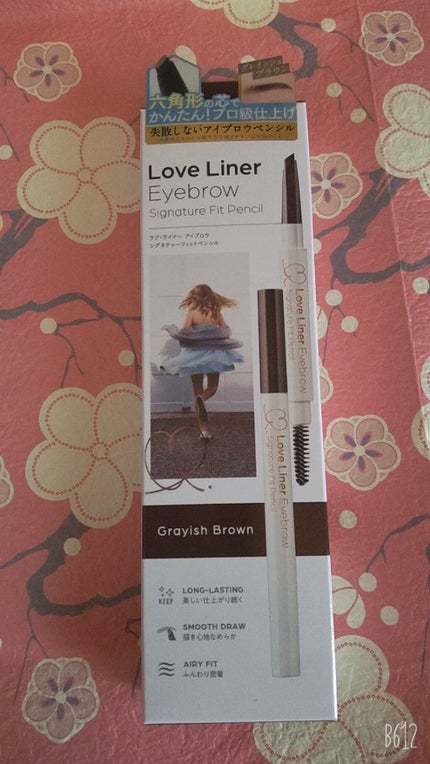 グレイッシュ
ブラウン
六角形の芯で
かんたん!プロ級仕上げ
失敗しないアイブロウペンシル
Love Liner
Eyebrow
Signature Fit Pencil
ラブ・ライナー アイブロウ
シグネチャーフィットペンシル
Love Liner Eyebrow
Signature Fit Pencil
Love Liner Eyebrow
Signature Fit Pencil
Grayish Brown
KEEP
LONG-LASTING
美しい仕上がり続く
SMOOTH DRAW
描き心地なめらか
AIRY FIT
ふんわり密着
B612